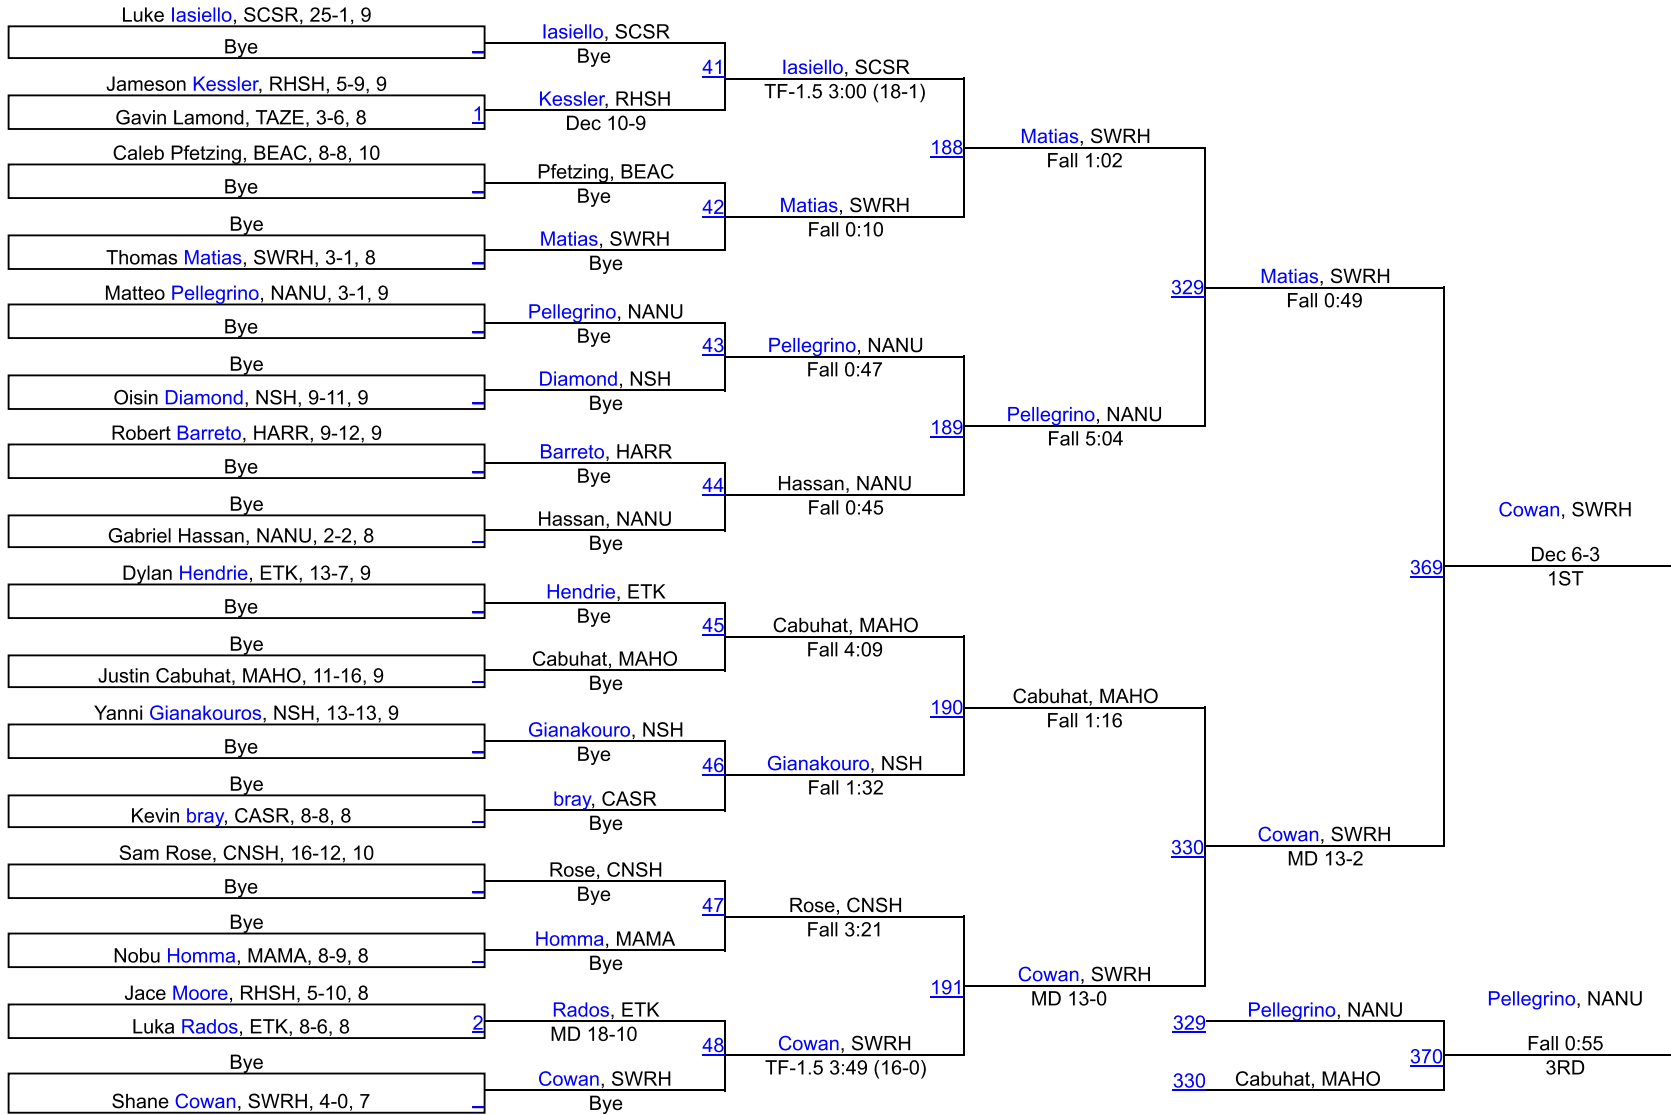 Luke Iasiello, SCSR, 25-1, 9
Bye
Jameson Kessler, RHSH, 5-9, 9
Gavin Lamond, TAZE, 3-6, 8
1
Caleb Pfetzing, BEAC, 8-8, 10
Bye
Bye
Thomas Matias, SWRH, 3-1, 8
Matteo Pellegrino, NANU, 3-1, 9
Bye
Bye
Oisin Diamond, NSH, 9-11, 9
Robert Barreto, HARR, 9-12, 9
Bye
Bye
Gabriel Hassan, NANU, 2-2, 8
Dylan Hendrie, ETK, 13-7, 9
Bye
Bye
Justin Cabuhat, MAHO, 11-16, 9
Yanni Gianakouros, NSH, 13-13, 9
Bye
Bye
Kevin bray, CASR, 8-8, 8
Sam Rose, CNSH, 16-12, 10
Bye
Bye
Nobu Homma, MAMA, 8-9, 8
Jace Moore, RHSH, 5-10, 8
Luka Rados, ETK, 8-6, 8
2
Bye
Shane Cowan, SWRH, 4-0, 7
Iasiello, SCSR
Bye
41
Kessler, RHSH
Dec 10-9
Pfetzing, BEAC
Bye
42
Matias, SWRH
Bye
Pellegrino, NANU
Bye
43
Diamond, NSH
Bye
Barreto, HARR
Bye
44
Hassan, NANU
Bye
Hendrie, ETK
Bye
45
Cabuhat, MAHO
Bye
Gianakouro, NSH
Bye
46
bray, CASR
Bye
Rose, CNSH
Bye
47
Homma, MAMA
Bye
Rados, ETK
MD 18-10
48
Cowan, SWRH
Bye
Iasiello, SCSR
TF-1.5 3:00 (18-1)
188
Matias, SWRH
Fall 0:10
Pellegrino, NANU
Fall 0:47
189
Hassan, NANU
Fall 0:45
Cabuhat, MAHO
Fall 4:09
190
Gianakouro, NSH
Fall 1:32
Rose, CNSH
Fall 3:21
191
Cowan, SWRH
TF-1.5 3:49 (16-0)
Matias, SWRH
Fall 1:02
329
Pellegrino, NANU
Fall 5:04
Cabuhat, MAHO
Fall 1:16
330
Cowan, SWRH
MD 13-0
Matias, SWRH
Fall 0:49
369
Cowan, SWRH
MD 13-2
Cowan, SWRH
Dec 6-3
1ST
Pellegrino, NANU
329
370
330
Cabuhat, MAHO
Pellegrino, NANU
Fall 0:55
3RD